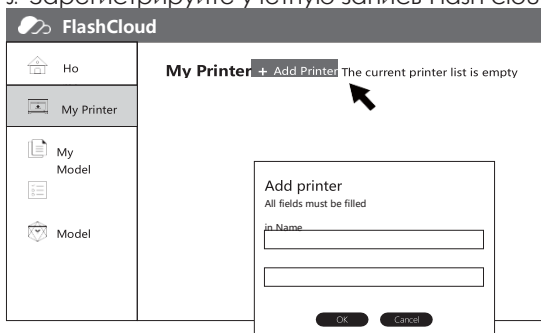 FlashCloud
Ho
My Printer
My
Model
Model
My Printer + Add Printer The current printer list is empty
Add printer
All fields must be filled
in Name
OK
Cancel